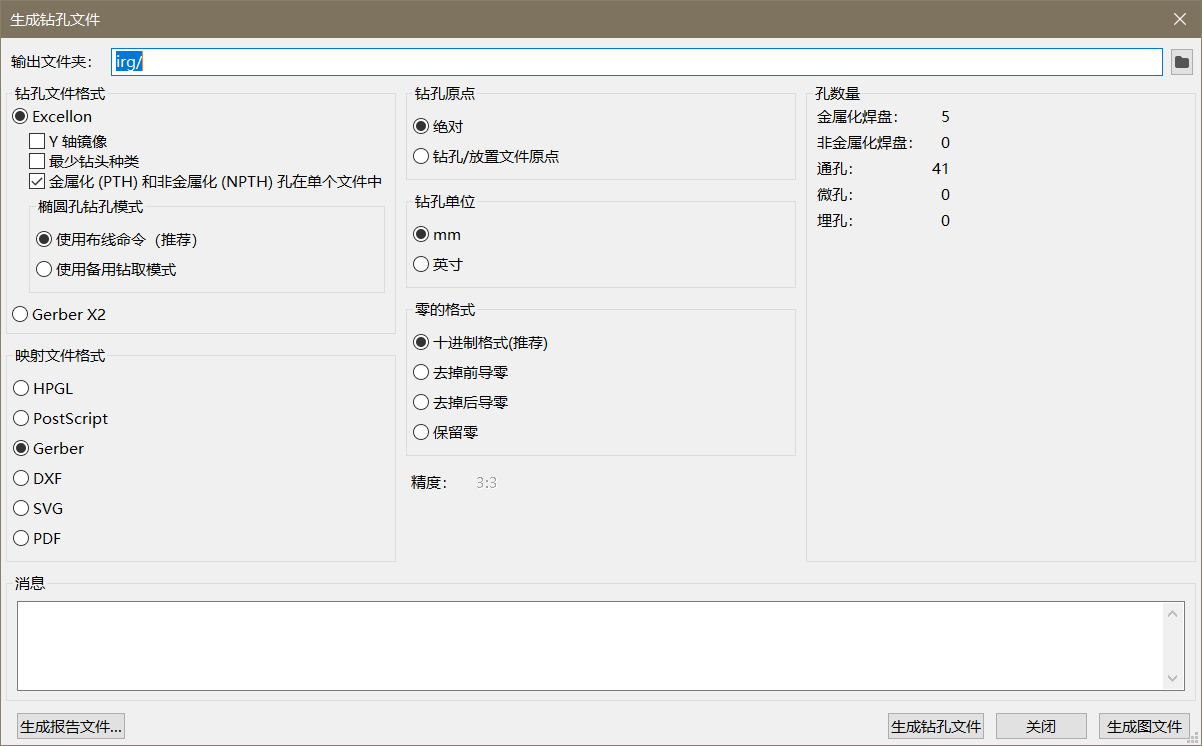 生成钻孔文件
输出文件夹： irg/
钻孔文件格式
Excellon
Y 轴镜像
最少钻头种类
金属化 (PTH) 和非金属化 (NPTH) 孔在单个文件中
椭圆孔钻孔模式
使用布线命令（推荐）
使用备用钻取模式
Gerber X2
映射文件格式
HPGL
PostScript
Gerber
DXF
SVG
PDF
钻孔原点
绝对
钻孔/放置文件原点
钻孔单位
mm
英寸
零的格式
十进制格式(推荐)
去掉前导零
去掉后导零
保留零
精度： 3:3
孔数量
金属化焊盘： 5
非金属化焊盘： 0
通孔： 41
微孔： 0
埋孔： 0
消息
生成报告文件... 生成钻孔文件 关闭 生成图文件